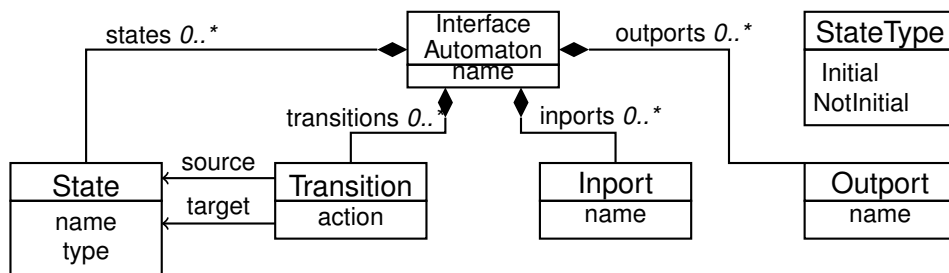 Interface
Automaton
name
states 0..*
outports 0..*
StateType
Initial
NotInitial
transitions 0..*
inports 0..*
State
name
type
source
target
Transition
action
Inport
name
Outport
name